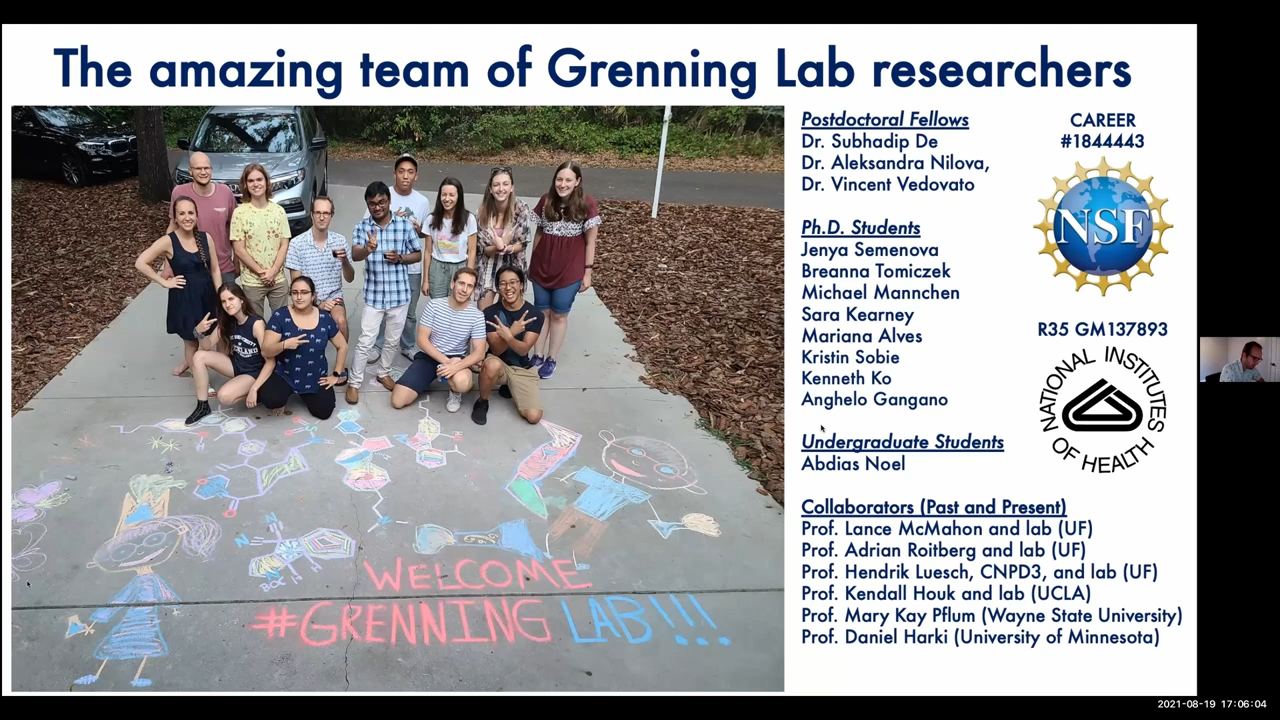 The amazing team of Grenning Lab researchers
Postdoctoral Fellows
Dr. Subhadip De
Dr. Aleksandra Nilova,
Dr. Vincent Vedovato
Ph.D. Students
Jenya Semenova
Breanna Tomiczek
Michael Mannchen
Sara Kearney
Mariana Alves
Kristin Sobie
Kenneth Ko
Anghelo Gangano
Undergraduate Students
Abdias Noel
Collaborators (Past and Present)
Prof. Lance McMahon and lab (UF)
Prof. Adrian Roitberg and lab (UF)
Prof. Hendrik Luesch, CNPD3, and lab (UF)
Prof. Kendall Houk and lab (UCLA)
Prof. Mary Kay Pflum (Wayne State University)
Prof. Daniel Harki (University of Minnesota)
CAREER
#1844443
NSF
R35 GM137893
NATIONAL INSTITUTES
OF HEALTH
WELCOME
#GRENNING LAB!!!
2021-08-19 17:06:04